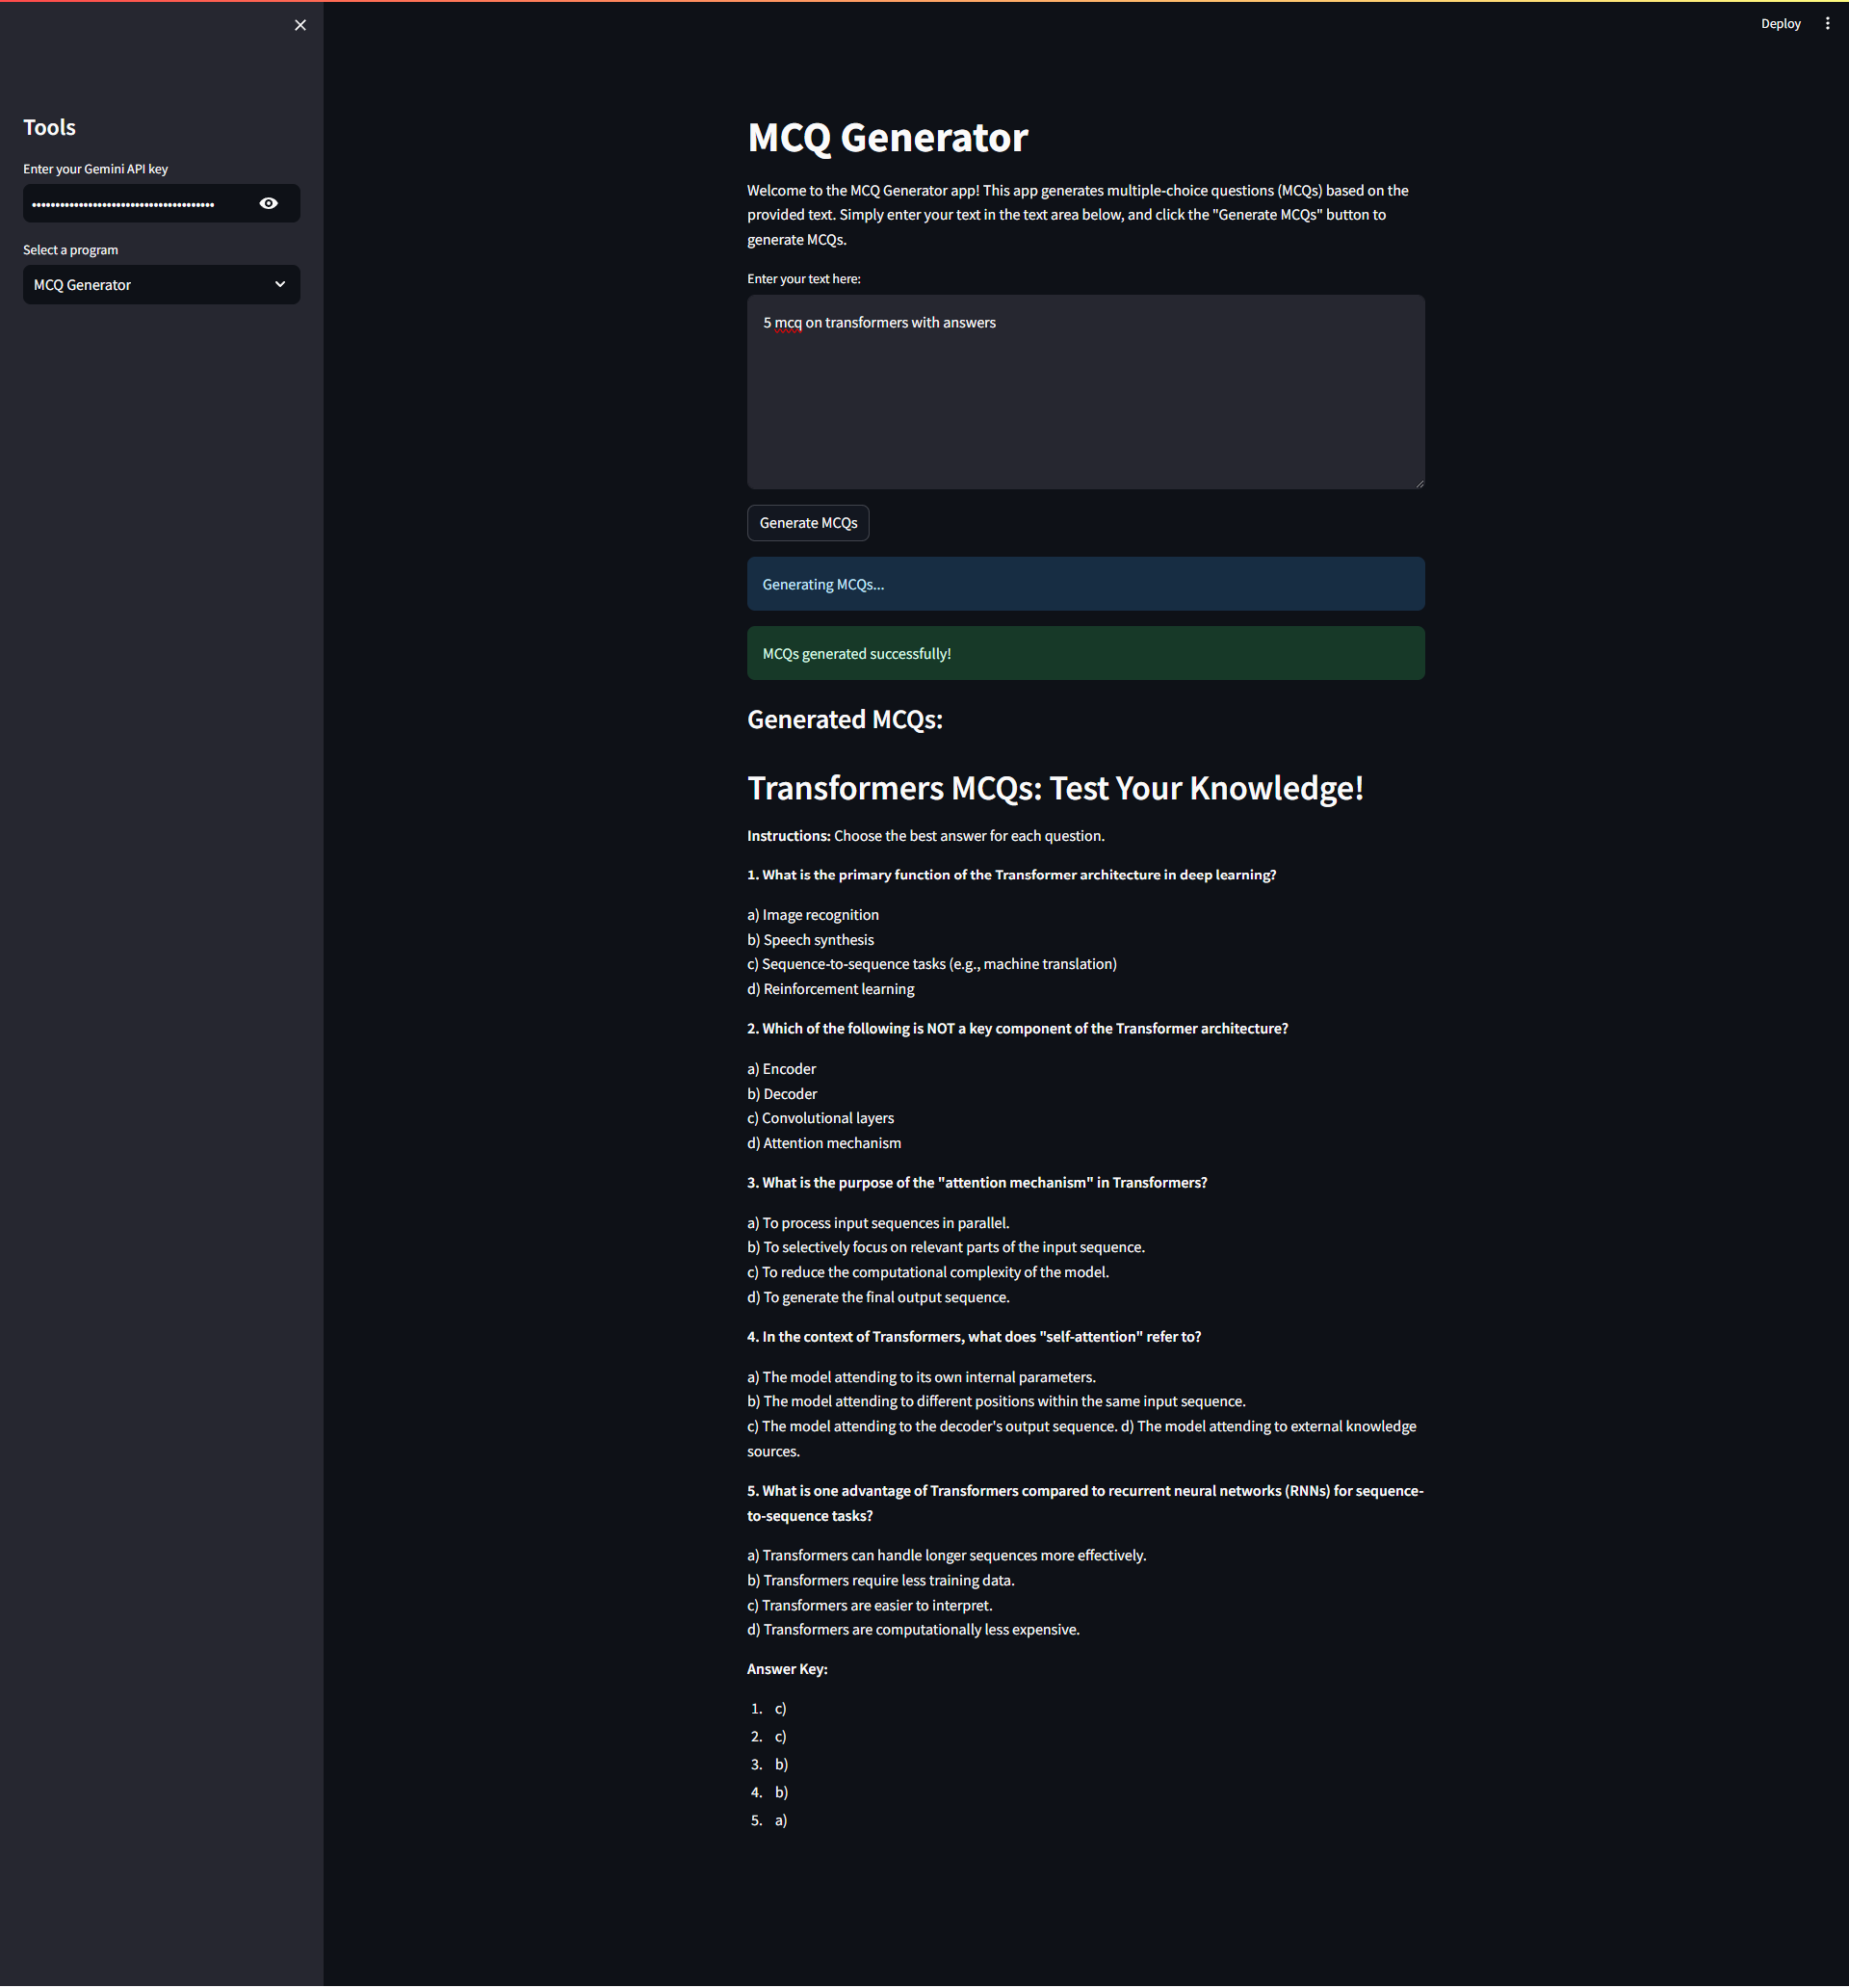 Deploy
Tools
Enter your Gemini API key
Select a program
MCQ Generator
MCQ Generator
Welcome to the MCQ Generator app! This app generates multiple-choice questions (MCQs) based on the
provided text. Simply enter your text in the text area below, and click the "Generate MCQs" button to
generate MCQs.
Enter your text here:
5 mcq on transformers with answers
Generate MCQs
Generating MCQs...
MCQs generated successfully!
Generated MCQs:
Transformers MCQs: Test Your Knowledge!
Instructions: Choose the best answer for each question.
1. What is the primary function of the Transformer architecture in deep learning?
a) Image recognition
b) Speech synthesis
c) Sequence-to-sequence tasks (e.g., machine translation)
d) Reinforcement learning
2. Which of the following is NOT a key component of the Transformer architecture?
a) Encoder
b) Decoder
c) Convolutional layers
d) Attention mechanism
3. What is the purpose of the "attention mechanism" in Transformers?
a) To process input sequences in parallel.
b) To selectively focus on relevant parts of the input sequence.
c) To reduce the computational complexity of the model.
d) To generate the final output sequence.
4. In the context of Transformers, what does "self-attention" refer to?
a) The model attending to its own internal parameters.
b) The model attending to different positions within the same input sequence.
c) The model attending to the decoder's output sequence. d) The model attending to external knowledge
sources.
5. What is one advantage of Transformers compared to recurrent neural networks (RNNs) for sequence-
to-sequence tasks?
a) Transformers can handle longer sequences more effectively.
b) Transformers require less training data.
c) Transformers are easier to interpret.
d) Transformers are computationally less expensive.
Answer Key:
1. c)
2. c)
3. b)
4. b)
5. a)